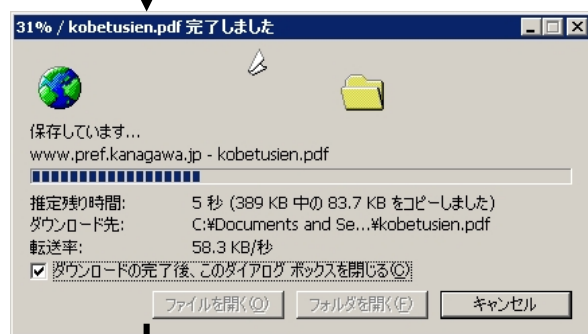 31% / kobetusien.pdf 完了しました
保存しています...
www.pref.kanagawa.jp - kobetusien.pdf
推定残り時間: 5 秒 (389 KB 中の 83.7 KB をコピーしました)
ダウンロード先: C:¥Documents and Se...¥kobetusien.pdf
転送率: 58.3 KB/秒
ダウンロードの完了後、このダイアログ ボックスを閉じる(C)
ファイルを開く(O) フォルダを開く(F) キャンセル